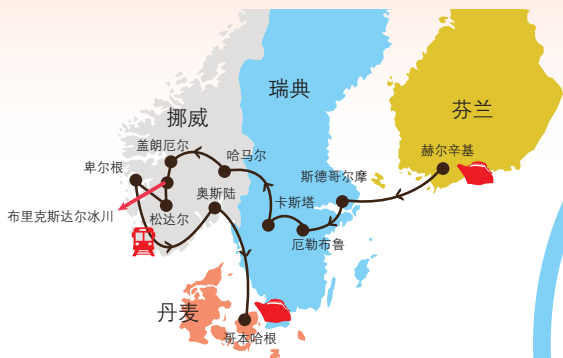 瑞典
芬兰
挪威
盖朗厄尔
哈马尔
赫尔辛基
卑尔根
斯德哥尔摩
奥斯陆
卡斯塔
布里克斯达尔冰川
松达尔
厄勒布鲁
丹麦
哥本哈根